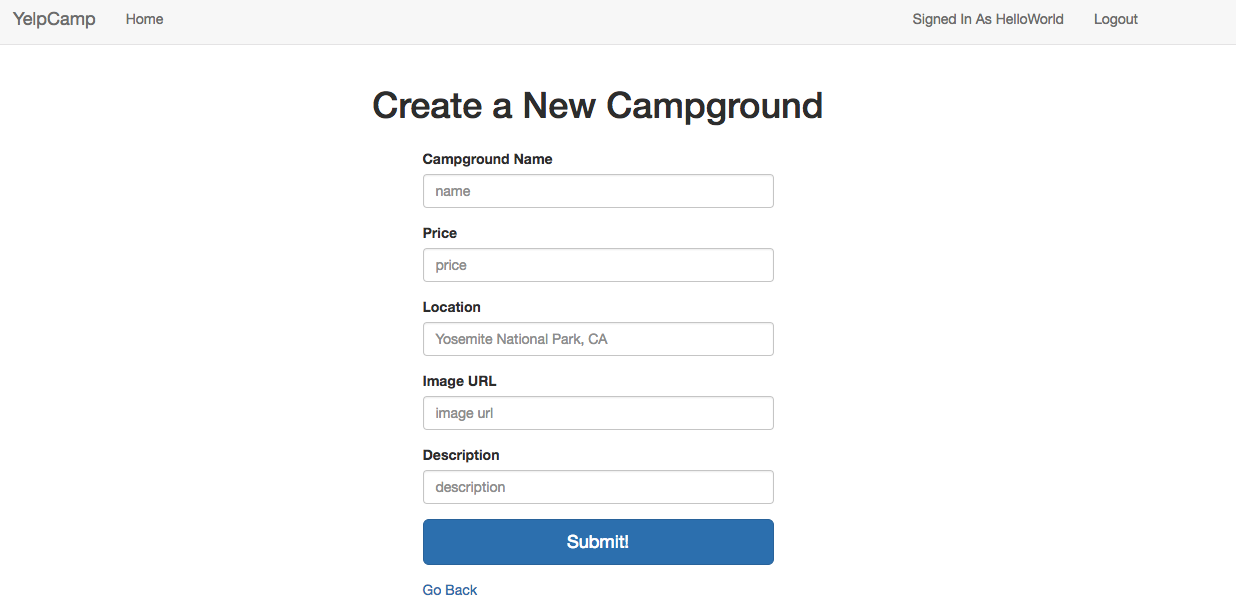 YelpCamp Home Signed In As HelloWorld Logout
Create a New Campground
Campground Name
name
Price
price
Location
Yosemite National Park, CA
Image URL
image url
Description
description
Submit!
Go Back